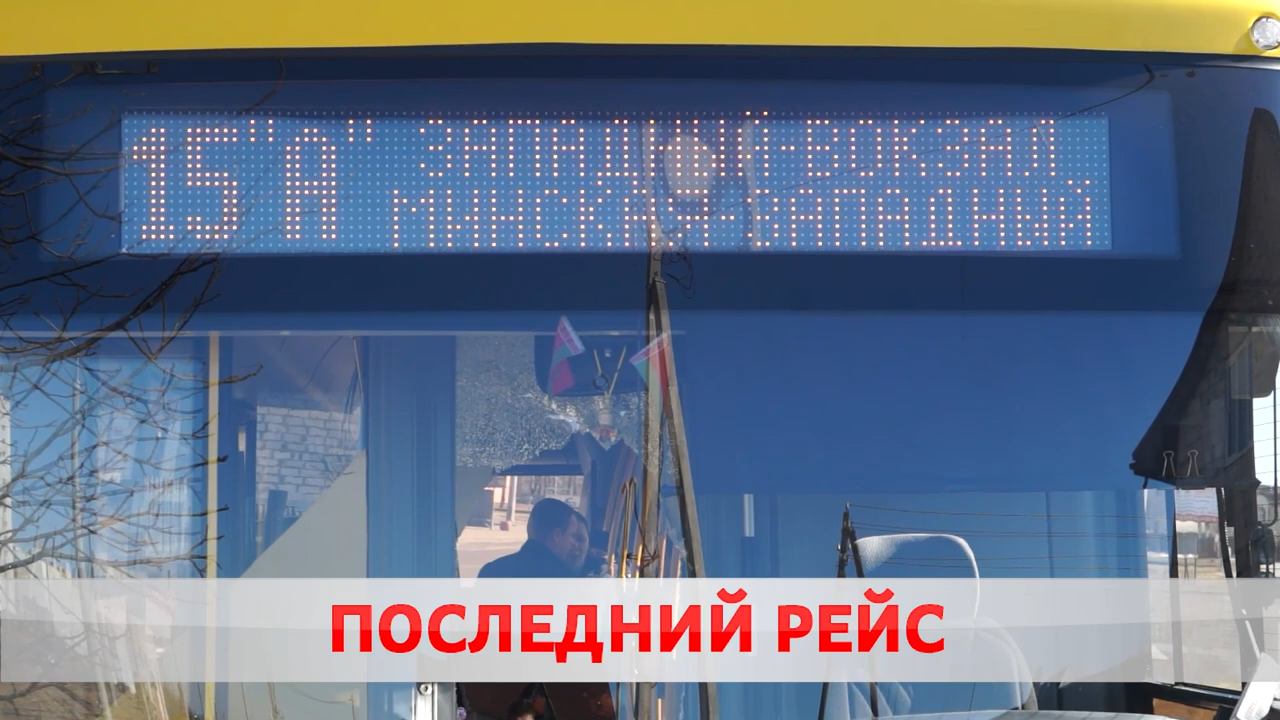 15"А" ЗАПАДНЫЙ-ВОКЗАЛ
МИНСКАЯ-ЗАПАДНЫЙ
ПОСЛЕДНИЙ РЕЙС